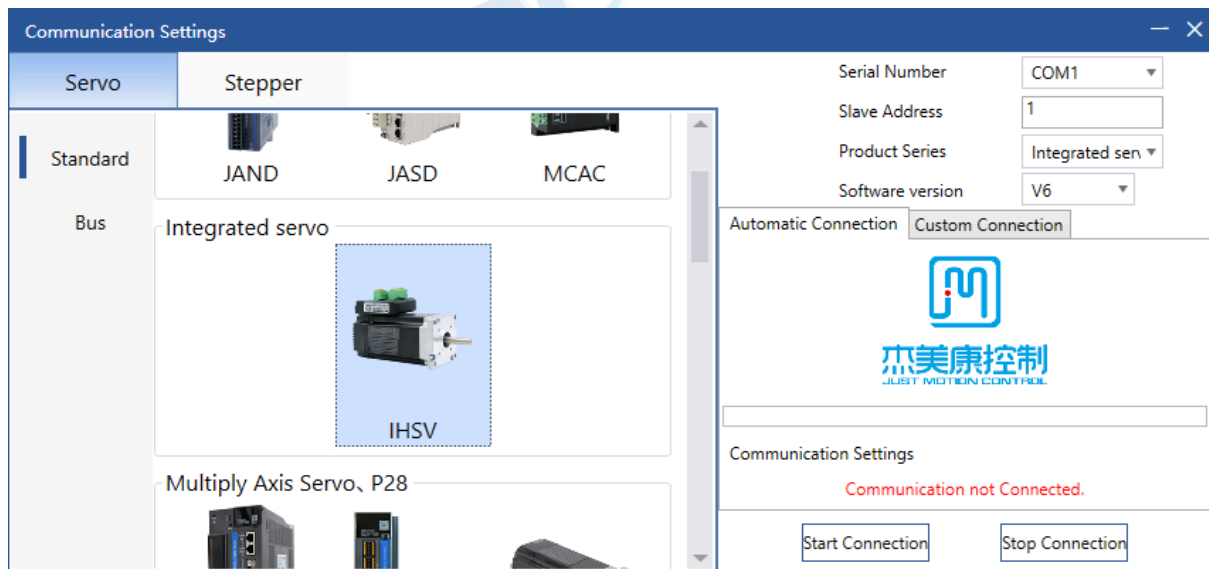 Communication Settings
Servo
Stepper
Standard
Bus
JAND
JASD
MCAC
Integrated servo
IHSV
Multiply Axis Servo、P28
Serial Number
COM1
Slave Address
1
Product Series
Integrated serv
Software version
V6
Automatic Connection
Custom Connection
杰美康控制
JUST MOTION CONTROL
Communication Settings
Communication not Connected.
Start Connection
Stop Connection